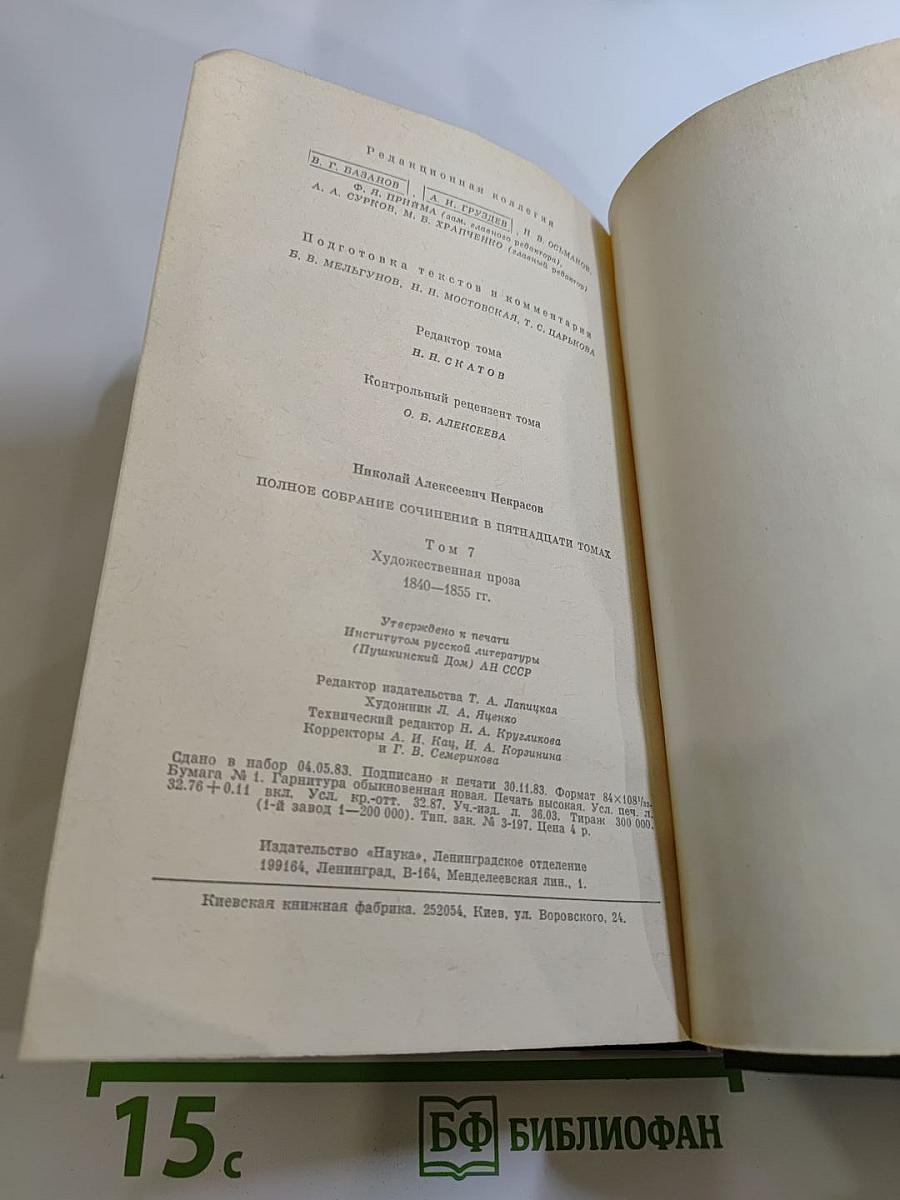 Редакционная коллегия
В. Г. БАЗАНОВ, А. И. ГРУЗДЕВ, Н. В. ОСЬМАКОВ,
Ф. Я. ПРИЙМА (зам. главного редактора),
А. А. СУРКОВ, М. Б. ХРАПЧЕНКО (главный редактор)
Подготовка текстов и комментарии
Б. В. МЕЛЬГУНОВ, Н. Н. МОСТОВСКАЯ, Т. С. ЦАРЬКОВА
Редактор тома
Н. Н. СКАТОВ
Контрольный рецензент тома
О. Б. АЛЕКСЕЕВА
Николай Алексеевич Некрасов
ПОЛНОЕ СОБРАНИЕ СОЧИНЕНИЙ В ПЯТНАДЦАТИ ТОМАХ
Том 7
Художественная проза
1840—1855 гг.
Утверждено к печати
Институтом русской литературы
(Пушкинский Дом) АН СССР
Редактор издательства Т. А. Лапицкая
Художник Л. А. Яценко
Технический редактор Н. А. Кругликова
Корректоры А. И. Кац, И. А. Корзинина
и Г. В. Семерикова
Сдано в набор 04.05.83. Подписано к печати 30.11.83. Формат 84×108¹/₃₂.
Бумага № 1. Гарнитура обыкновенная новая. Печать высокая. Усл. печ. л.
32.76+0.11 вкл. Усл. кр.-отт. 32.87. Уч.-изд. л. 36.03. Тираж 300 000.
(1-й завод 1—200 000). Тип. зак. № 3-197. Цена 4 р.
Издательство «Наука», Ленинградское отделение
199164, Ленинград, В-164, Менделеевская лин., 1.
Киевская книжная фабрика. 252054, Киев, ул. Воровского, 24.
15 с
БФ БИБЛИОФАН